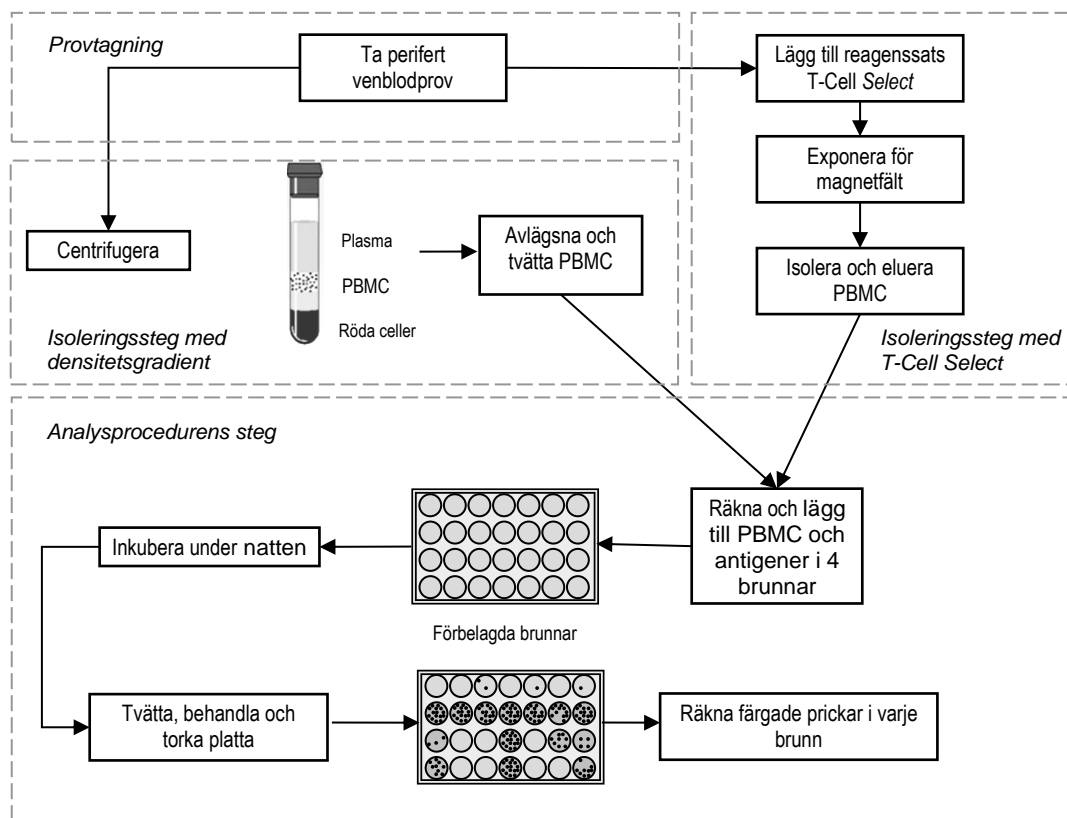 Provtagning
Ta perifert
venblodprov
Lägg till reagenssats
T-Cell Select
Exponera för
magnetfält
Isolera och eluera
PBMC
Isoleringssteg med
T-Cell Select
Centrifugera
Plasma
PBMC
Röda celler
Avlägsna och
tvätta PBMC
Isoleringssteg med
densitetsgradient
Analysprocedurens steg
Räkna och lägg
till PBMC och
antigener i 4
brunnar
Inkubera under natten
Förbelagda brunnar
Tvätta, behandla och
torka platta
Räkna färgade prickar i varje
brunn